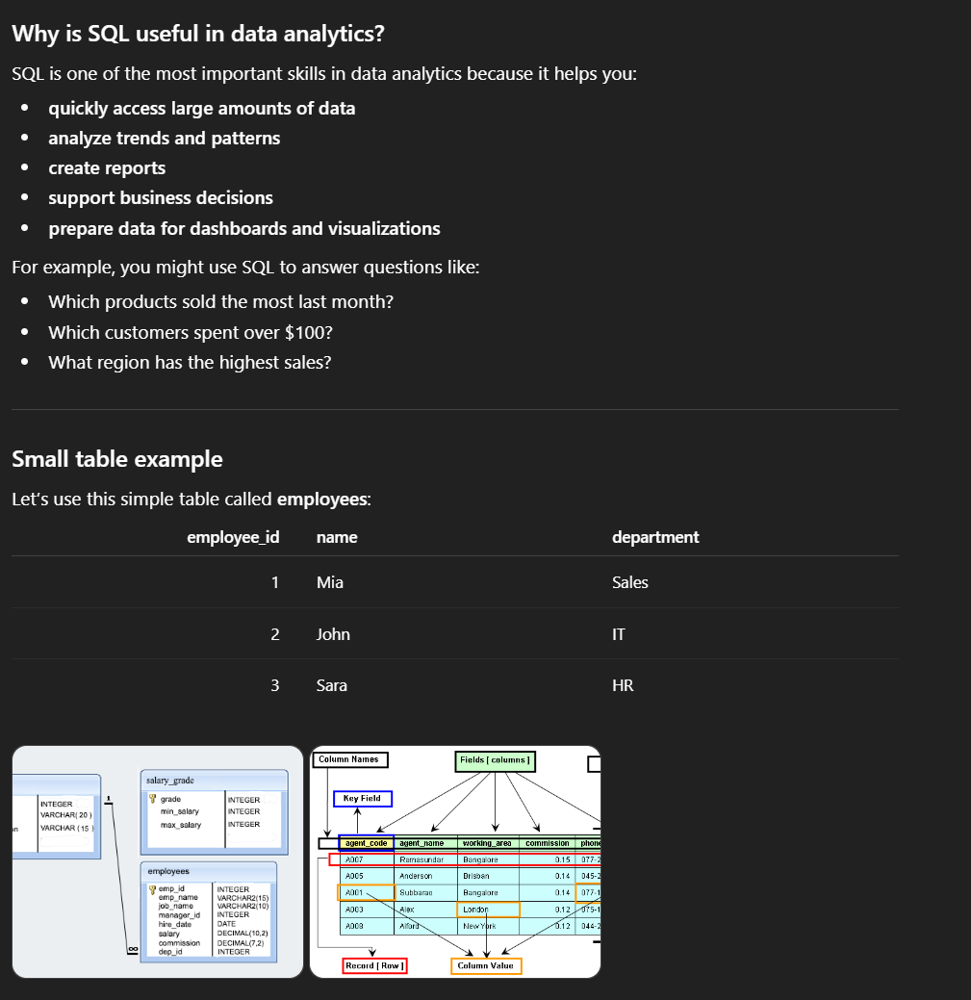 Why is SQL useful in data analytics?
SQL is one of the most important skills in data analytics because it helps you:
quickly access large amounts of data
analyze trends and patterns
create reports
support business decisions
prepare data for dashboards and visualizations
For example, you might use SQL to answer questions like:
Which products sold the most last month?
Which customers spent over $100?
What region has the highest sales?
Small table example
Let's use this simple table called employees:
employee_id name department
1 Mia Sales
2 John IT
3 Sara HR
INTEGER
VARCHAR( 20 )
VARCHAR ( 15 )
1
∞
salary_grade
grade INTEGER
min_salary INTEGER
max_salary INTEGER
employees
emp_id INTEGER
emp_name VARCHAR2(15)
job_name VARCHAR2(10)
manager_id INTEGER
hire_date DATE
salary DECIMAL(10,2)
commission DECIMAL(7,2)
dep_id INTEGER
Column Names
Fields [ columns ]
Key Field
agent_code agent_name working_area commission phone
A007 Ramasundar Bangalore 0.15 077-2
A005 Anderson Brisban 0.14 045-2
A001 Subbarao Bangalore 0.14 077-1
A003 Alex London 0.12 075-1
A008 Alford New York 0.12 044-2
Record [ Row ]
Column Value